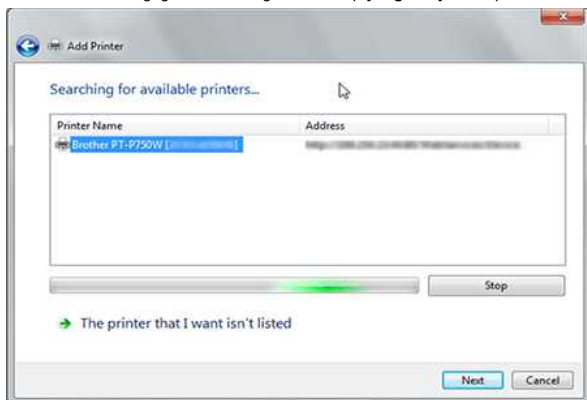 Add Printer
Searching for available printers...
Printer Name Address
Brother PT-P750W [
Stop
The printer that I want isn't listed
Next Cancel